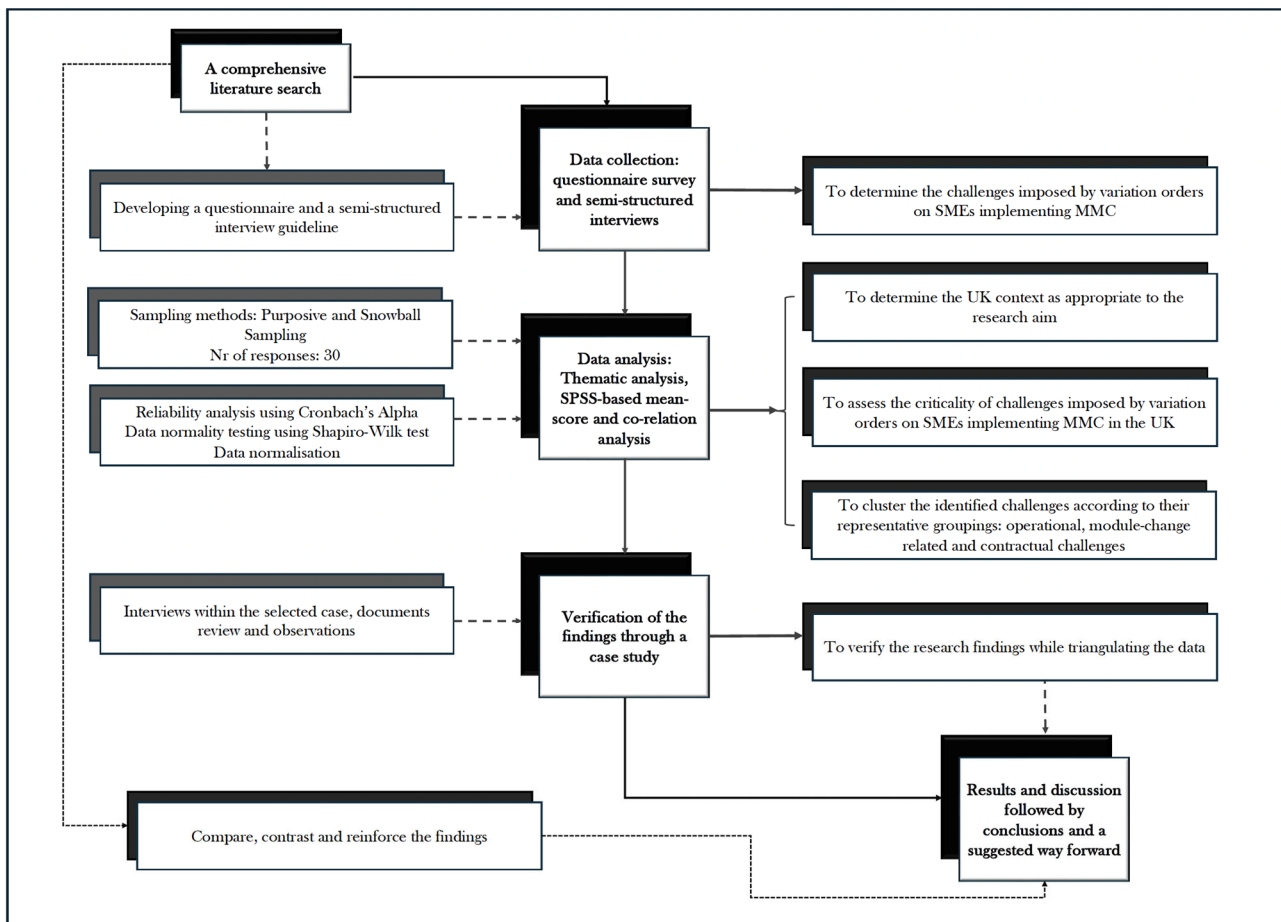 A comprehensive
literature search
Data collection:
questionnaire survey
and semi-structured
interviews
To determine the challenges imposed by variation orders
on SMEs implementing MMC
Developing a questionnaire and a semi-structured
interview guideline
Sampling methods: Purposive and Snowball
Sampling
Nr of responses: 30
Reliability analysis using Cronbach’s Alpha
Data normality testing using Shapiro-Wilk test
Data normalisation
Data analysis:
Thematic analysis,
SPSS-based mean-
score and co-relation
analysis
To determine the UK context as appropriate to the
research aim
To assess the criticality of challenges imposed by variation
orders on SMEs implementing MMC in the UK
To cluster the identified challenges according to their
representative groupings: operational, module-change
related and contractual challenges
Interviews within the selected case, documents
review and observations
Verification of the
findings through a
case study
To verify the research findings while triangulating the data
Results and discussion
followed by
conclusions and a
suggested way forward
Compare, contrast and reinforce the findings